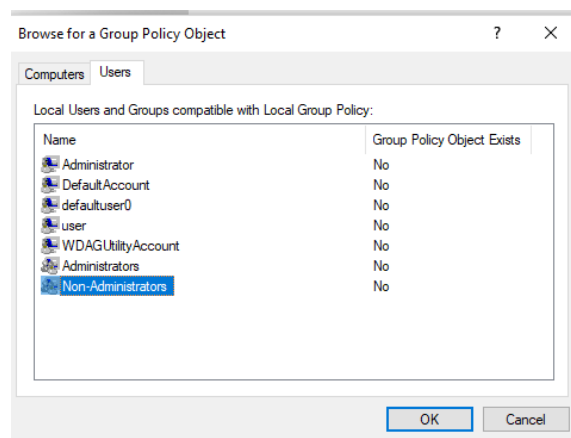 Browse for a Group Policy Object ?
Computers Users
Local Users and Groups compatible with Local Group Policy:
Name Group Policy Object Exists
Administrator No
DefaultAccount No
defaultuser0 No
user No
WDAGUtilityAccount No
Administrators No
Non-Administrators No
OK Cancel